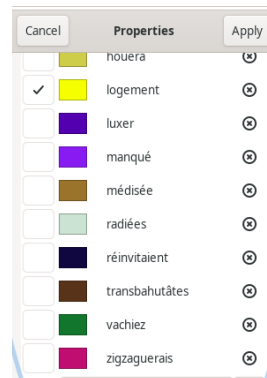 Cancel Properties Apply
houera
logement
luxer
manqué
médisée
radiées
réinvitaient
transbahutâtes
vachiez
zigzaguerais